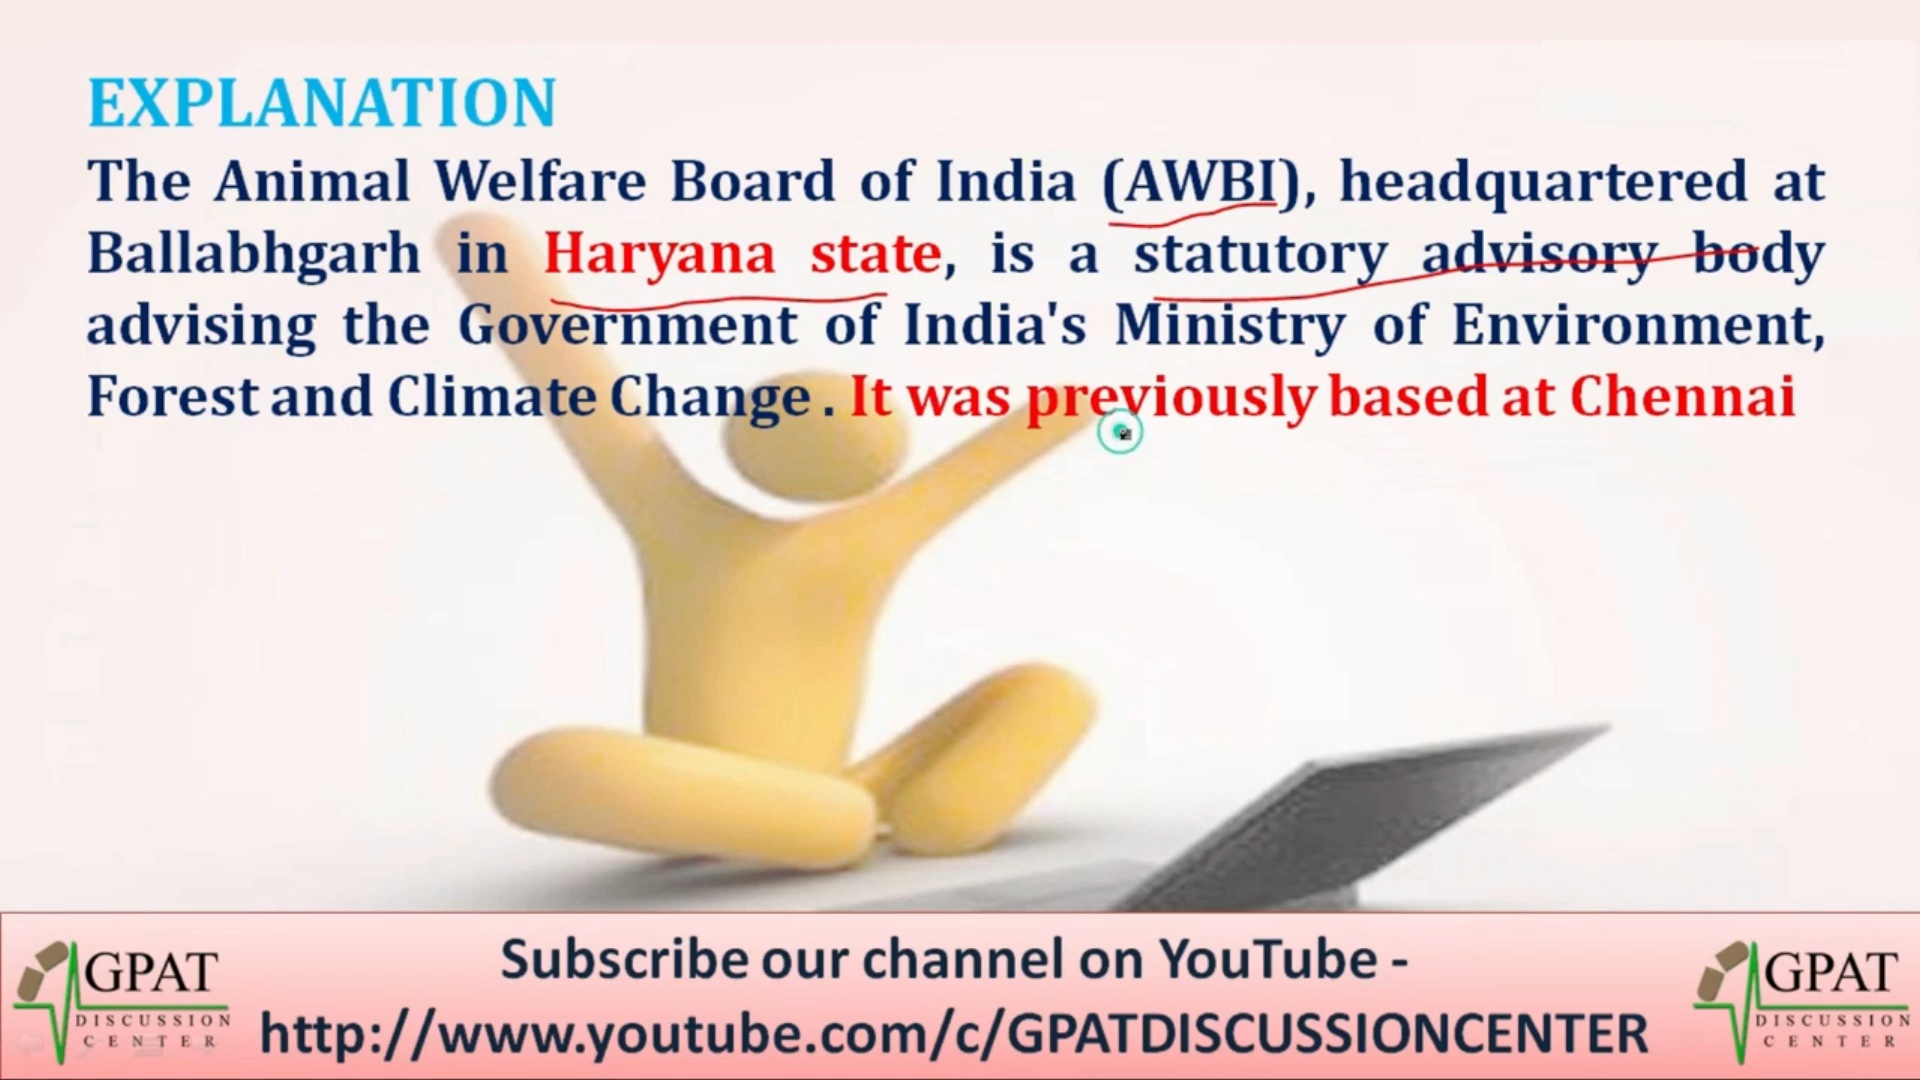 EXPLANATION
The Animal Welfare Board of India (AWBI), headquartered at
Ballabhgarh in Haryana state, is a statutory advisory body
advising the Government of India's Ministry of Environment,
Forest and Climate Change . It was previously based at Chennai
Subscribe our channel on YouTube -
http://www.youtube.com/c/GPATDISCUSSIONCENTER
GPAT
DISCUSSION
CENTER
GPAT
DISCUSSION
CENTER